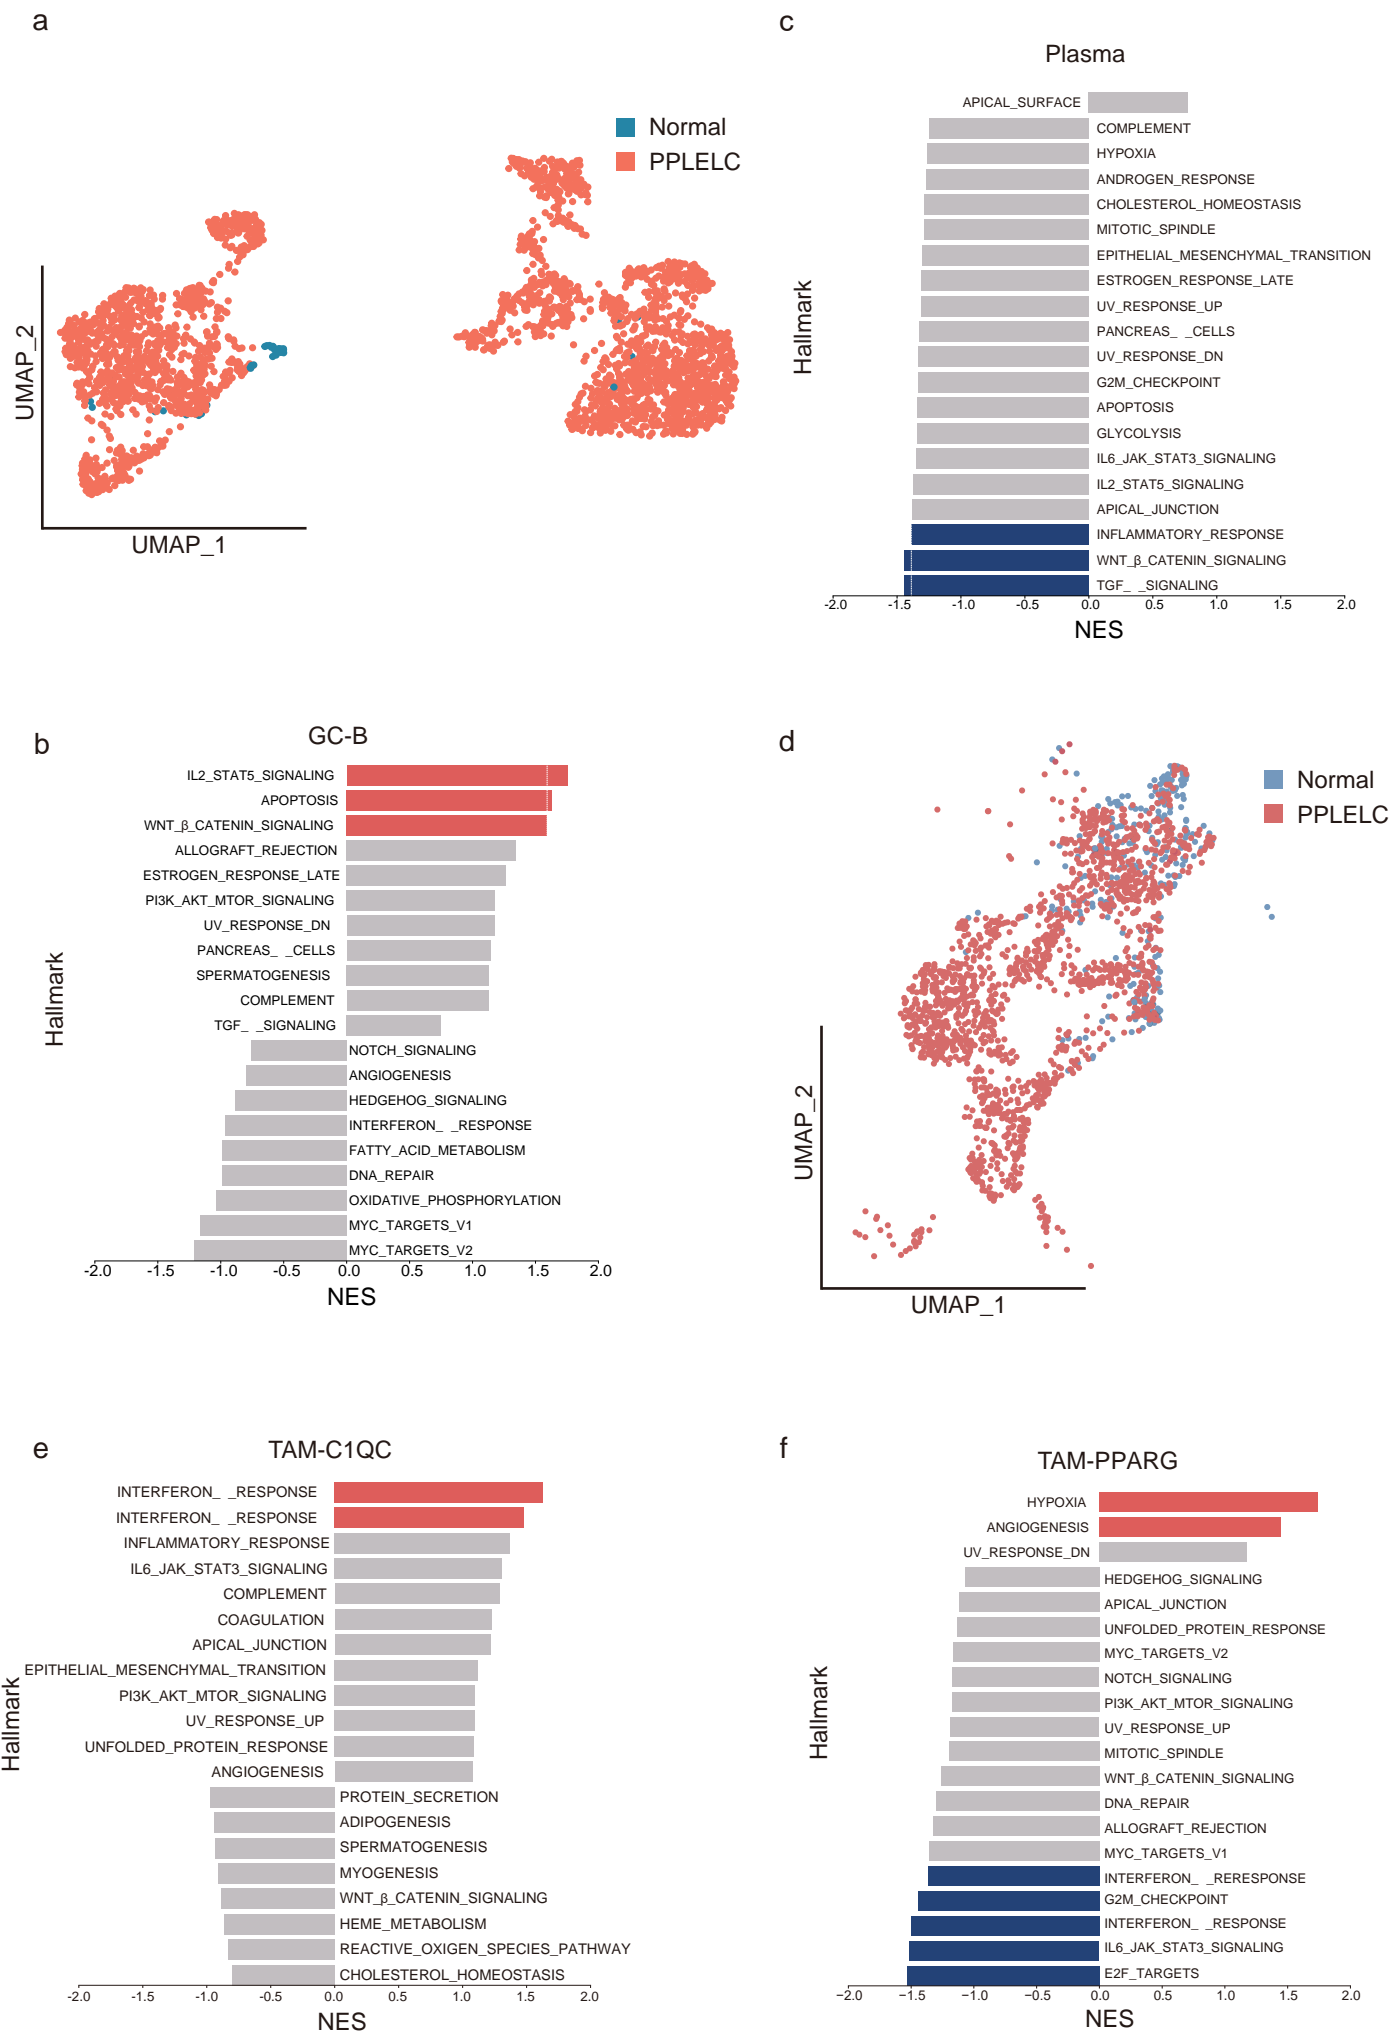 a
Normal
PPLELC
UMAP_2
UMAP_1
c
Plasma
Hallmark
APICAL_SURFACE
COMPLEMENT
HYPOXIA
ANDROGEN_RESPONSE
CHOLESTEROL_HOMEOSTASIS
MITOTIC_SPINDLE
EPITHELIAL_MESENCHYMAL_TRANSITION
ESTROGEN_RESPONSE_LATE
UV_RESPONSE_UP
PANCREAS_ _CELLS
UV_RESPONSE_DN
G2M_CHECKPOINT
APOPTOSIS
GLYCOLYSIS
IL6_JAK_STAT3_SIGNALING
IL2_STAT5_SIGNALING
APICAL_JUNCTION
INFLAMMATORY_RESPONSE
WNT_β_CATENIN_SIGNALING
TGF_ _SIGNALING
-2.0 -1.5 -1.0 -0.5 0.0 0.5 1.0 1.5 2.0
NES
b
GC-B
Hallmark
IL2_STAT5_SIGNALING
APOPTOSIS
WNT_β_CATENIN_SIGNALING
ALLOGRAFT_REJECTION
ESTROGEN_RESPONSE_LATE
PI3K_AKT_MTOR_SIGNALING
UV_RESPONSE_DN
PANCREAS_ _CELLS
SPERMATOGENESIS
COMPLEMENT
TGF_ _SIGNALING
NOTCH_SIGNALING
ANGIOGENESIS
HEDGEHOG_SIGNALING
INTERFERON_ _RESPONSE
FATTY_ACID_METABOLISM
DNA_REPAIR
OXIDATIVE_PHOSPHORYLATION
MYC_TARGETS_V1
MYC_TARGETS_V2
-2.0 -1.5 -1.0 -0.5 0.0 0.5 1.0 1.5 2.0
NES
d
Normal
PPLELC
UMAP_2
UMAP_1
e
TAM-C1QC
Hallmark
INTERFERON_ _RESPONSE
INTERFERON_ _RESPONSE
INFLAMMATORY_RESPONSE
IL6_JAK_STAT3_SIGNALING
COMPLEMENT
COAGULATION
APICAL_JUNCTION
EPITHELIAL_MESENCHYMAL_TRANSITION
PI3K_AKT_MTOR_SIGNALING
UV_RESPONSE_UP
UNFOLDED_PROTEIN_RESPONSE
ANGIOGENESIS
PROTEIN_SECRETION
ADIPOGENESIS
SPERMATOGENESIS
MYOGENESIS
WNT_β_CATENIN_SIGNALING
HEME_METABOLISM
REACTIVE_OXIGEN_SPECIES_PATHWAY
CHOLESTEROL_HOMEOSTASIS
-2.0 -1.5 -1.0 -0.5 0.0 0.5 1.0 1.5 2.0
NES
f
TAM-PPARG
Hallmark
HYPOXIA
ANGIOGENESIS
UV_RESPONSE_DN
HEDGEHOG_SIGNALING
APICAL_JUNCTION
UNFOLDED_PROTEIN_RESPONSE
MYC_TARGETS_V2
NOTCH_SIGNALING
PI3K_AKT_MTOR_SIGNALING
UV_RESPONSE_UP
MITOTIC_SPINDLE
WNT_β_CATENIN_SIGNALING
DNA_REPAIR
ALLOGRAFT_REJECTION
MYC_TARGETS_V1
INTERFERON_ _RERESPONSE
G2M_CHECKPOINT
INTERFERON_ _RESPONSE
IL6_JAK_STAT3_SIGNALING
E2F_TARGETS
−2.0 −1.5 −1.0 −0.5 0.0 0.5 1.0 1.5 2.0
NES